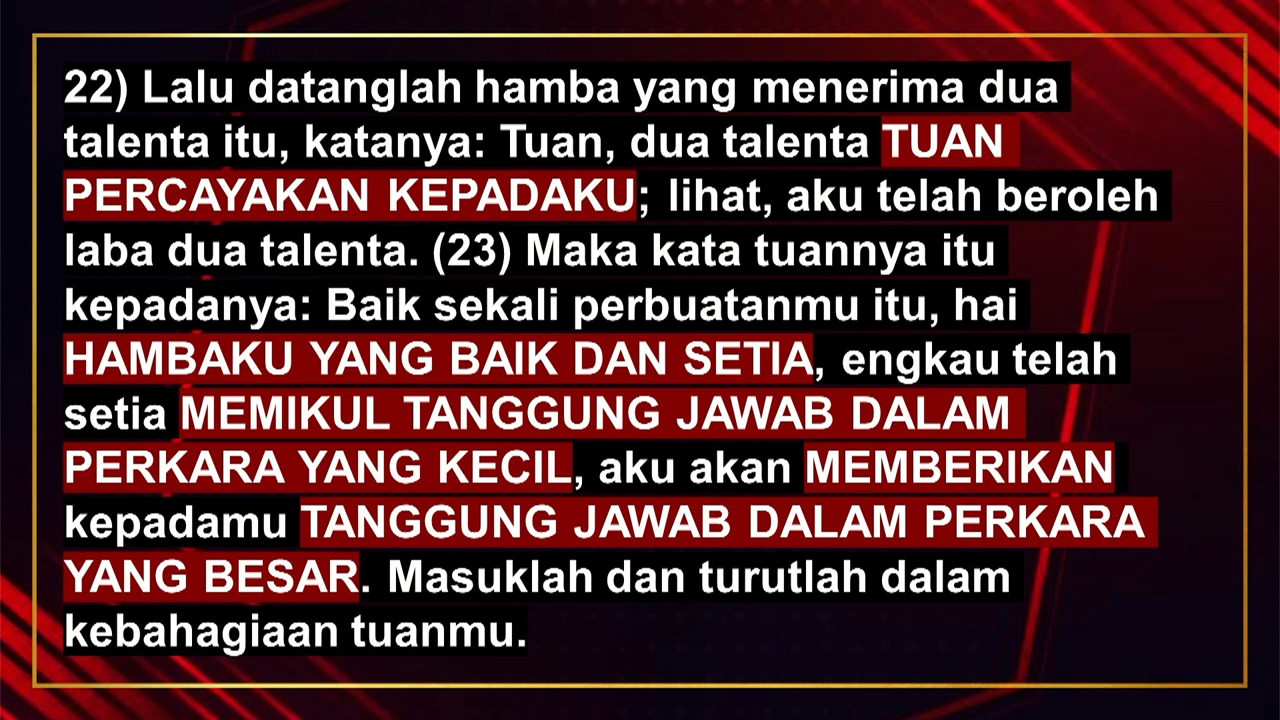 22) Lalu datanglah hamba yang menerima dua
talenta itu, katanya: Tuan, dua talenta TUAN
PERCAYAKAN KEPADAKU; lihat, aku telah beroleh
laba dua talenta. (23) Maka kata tuannya itu
kepadanya: Baik sekali perbuatanmu itu, hai
HAMBAKU YANG BAIK DAN SETIA, engkau telah
setia MEMIKUL TANGGUNG JAWAB DALAM
PERKARA YANG KECIL, aku akan MEMBERIKAN
kepadamu TANGGUNG JAWAB DALAM PERKARA
YANG BESAR. Masuklah dan turutlah dalam
kebahagiaan tuanmu.